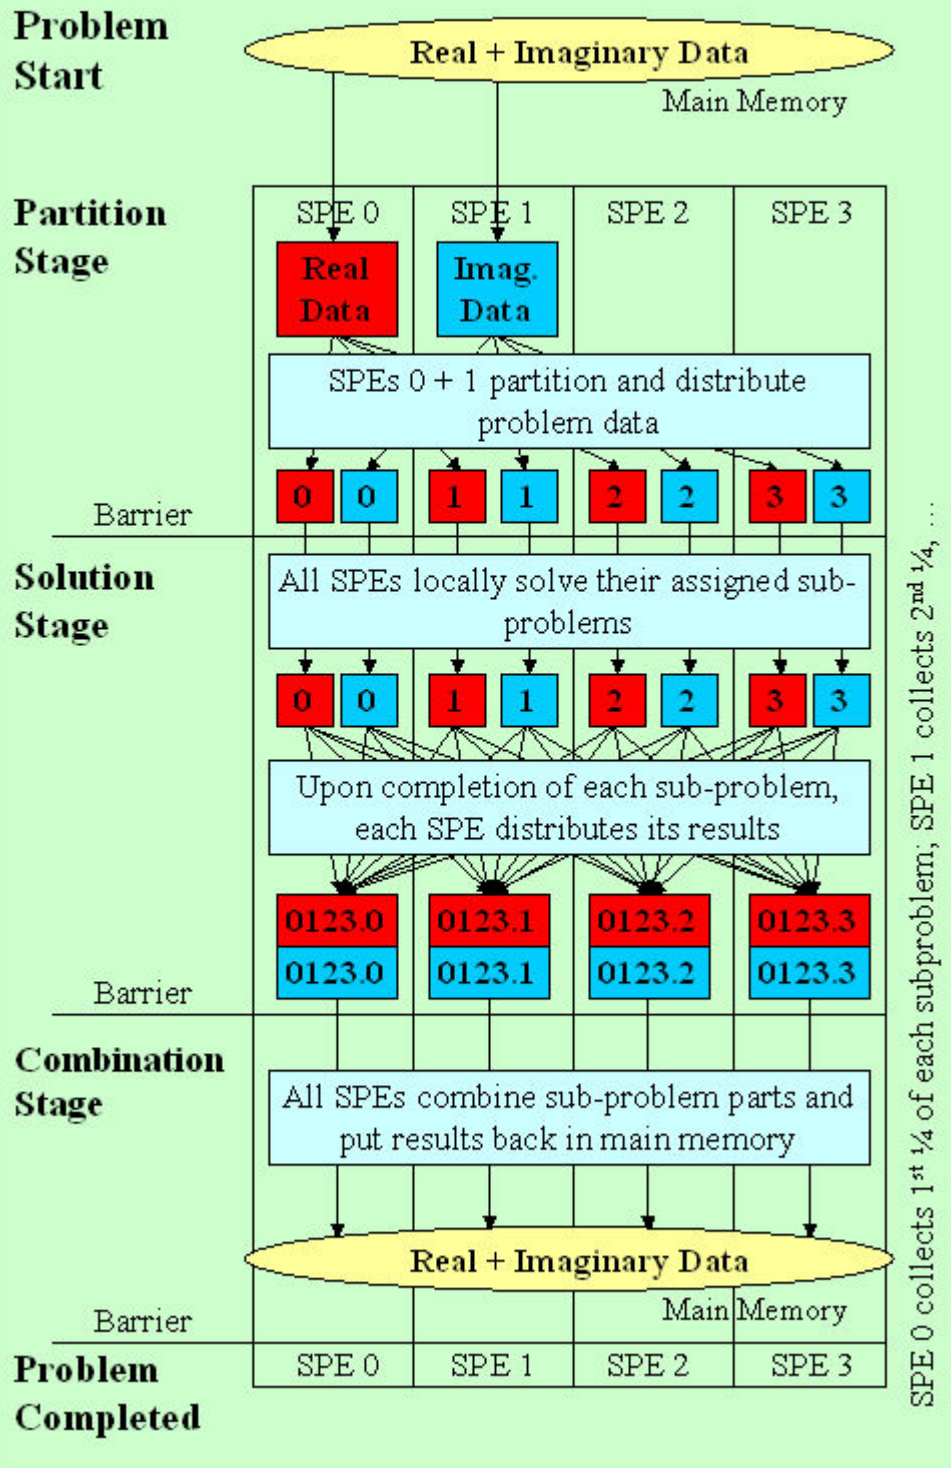 Problem
Start
Real + Imaginary Data
Main Memory
Partition
Stage
SPE 0
SPE 1
SPE 2
SPE 3
Real
Data
Imag.
Data
SPEs 0 + 1 partition and distribute
problem data
0
0
1
1
2
2
3
3
Barrier
Solution
Stage
All SPEs locally solve their assigned sub-
problems
0
0
1
1
2
2
3
3
Upon completion of each sub-problem,
each SPE distributes its results
0123.0
0123.1
0123.2
0123.3
0123.0
0123.1
0123.2
0123.3
Barrier
Combination
Stage
All SPEs combine sub-problem parts and
put results back in main memory
Real + Imaginary Data
Main Memory
Barrier
Problem
Completed
SPE 0
SPE 1
SPE 2
SPE 3
SPE 0 collects 1st ¼ of each subproblem; SPE 1 collects 2nd ¼, …